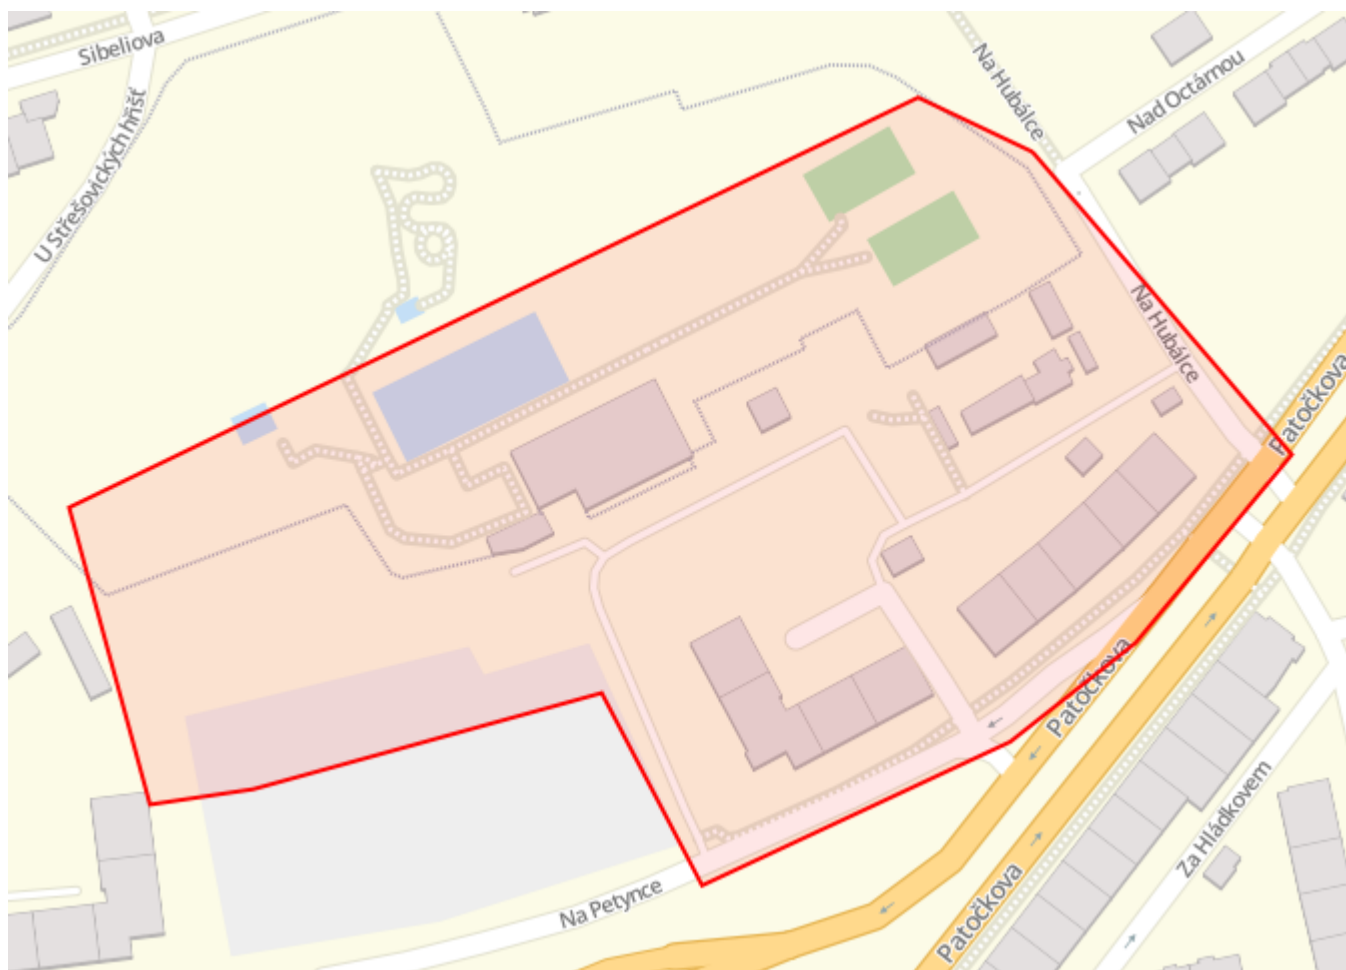 Sibeliova
Na Hubálce
Nad Octárnou
U Střešovických hřišť
Na Hubálce
Patočkova
Patočkova
Za Hládkovem
Na Petynce
Patočkova